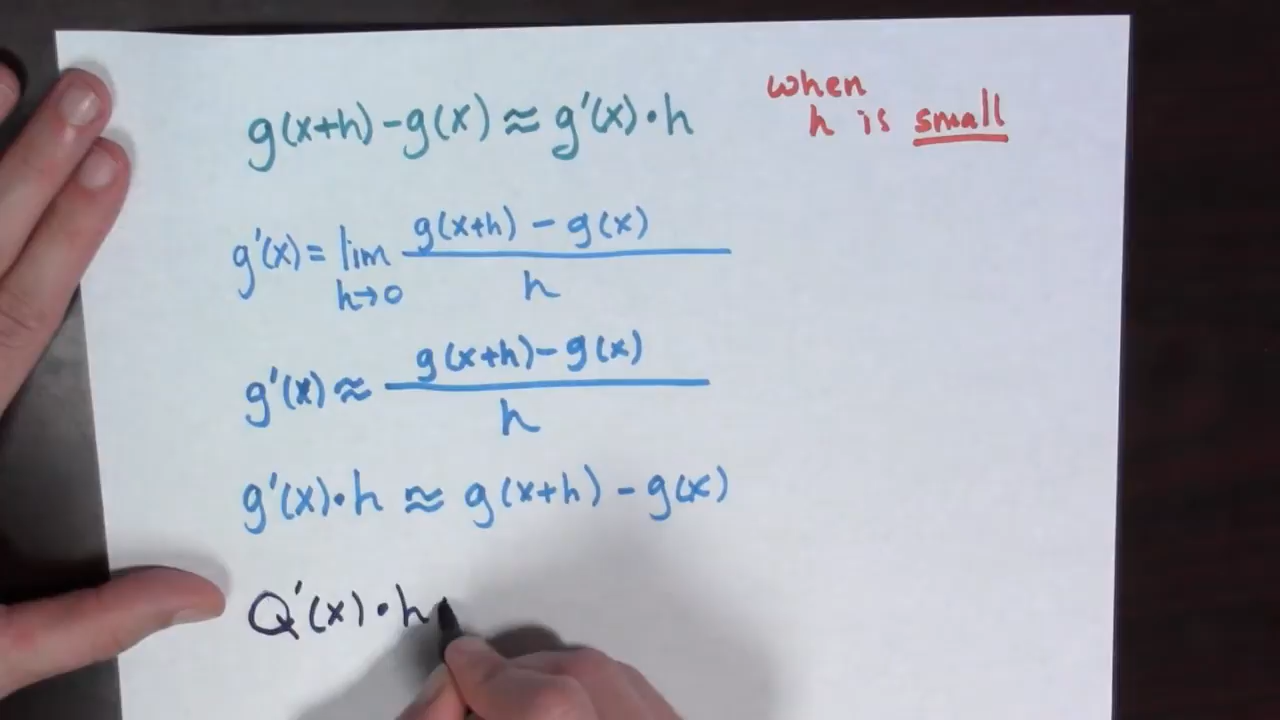 g(x+h)-g(x) ≈ g'(x)·h
when
h is small
g'(x) = lim h→0 g(x+h) - g(x) / h
g'(x) ≈ g(x+h)-g(x) / h
g'(x)·h ≈ g(x+h) - g(x)
Q'(x)·h